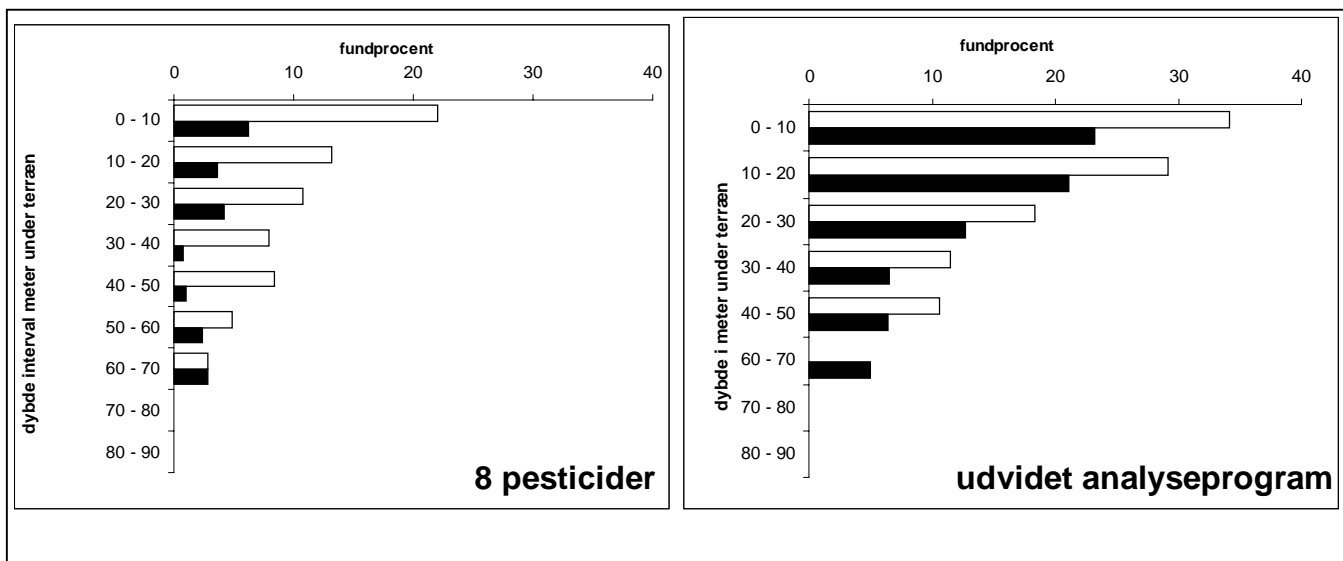 fundprocent
0 10 20 30 40
dybde interval meter under terræn
0 - 10
10 - 20
20 - 30
30 - 40
40 - 50
50 - 60
60 - 70
70 - 80
80 - 90
8 pesticider
fundprocent
0 10 20 30 40
dybde i meter under terræn
0 - 10
10 - 20
20 - 30
30 - 40
40 - 50
60 - 70
70 - 80
80 - 90
udvidet analyseprogram